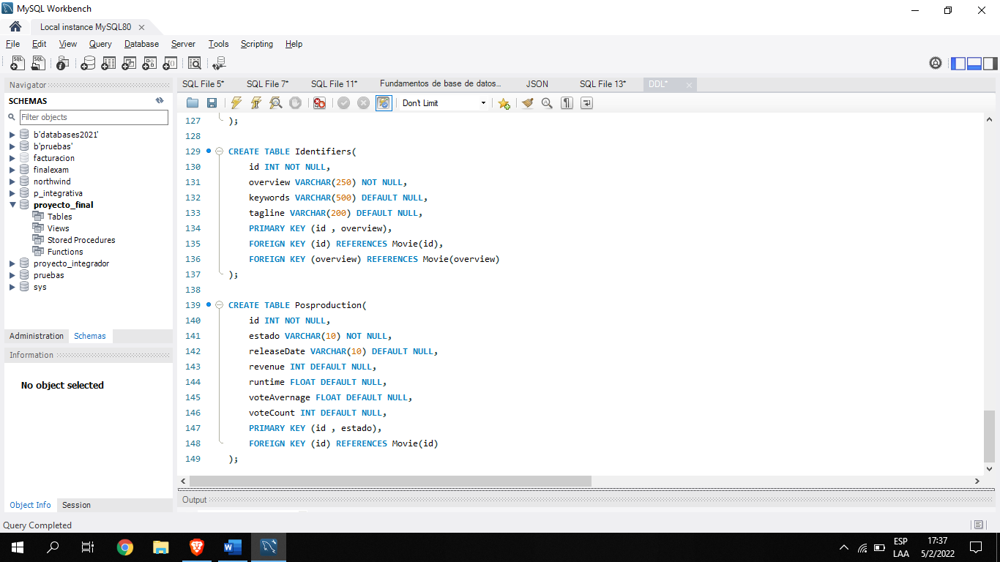 MySQL Workbench
Local instance MySQL80
File Edit View Query Database Server Tools Scripting Help
Navigator
SCHEMAS
Filter objects
b'databases2021'
b'pruebas'
facturacion
finalexam
northwind
p_integrativa
proyecto_final
Tables
Views
Stored Procedures
Functions
proyecto_integrador
pruebas
sys
Administration Schemas
Information
No object selected
Object Info Session
SQL File 5* SQL File 7* SQL File 11* Fundamentos de base de datos... JSON SQL File 13* DDL*
Don't Limit
127 );
128
129 CREATE TABLE Identifiers(
130 id INT NOT NULL,
131 overview VARCHAR(250) NOT NULL,
132 keywords VARCHAR(500) DEFAULT NULL,
133 tagline VARCHAR(200) DEFAULT NULL,
134 PRIMARY KEY (id , overview),
135 FOREIGN KEY (id) REFERENCES Movie(id),
136 FOREIGN KEY (overview) REFERENCES Movie(overview)
137 );
138
139 CREATE TABLE Posproduction(
140 id INT NOT NULL,
141 estado VARCHAR(10) NOT NULL,
142 releaseDate VARCHAR(10) DEFAULT NULL,
143 revenue INT DEFAULT NULL,
144 runtime FLOAT DEFAULT NULL,
145 voteAvernage FLOAT DEFAULT NULL,
146 voteCount INT DEFAULT NULL,
147 PRIMARY KEY (id , estado),
148 FOREIGN KEY (id) REFERENCES Movie(id)
149 );
Output
Query Completed
ESP
LAA
17:37
5/2/2022